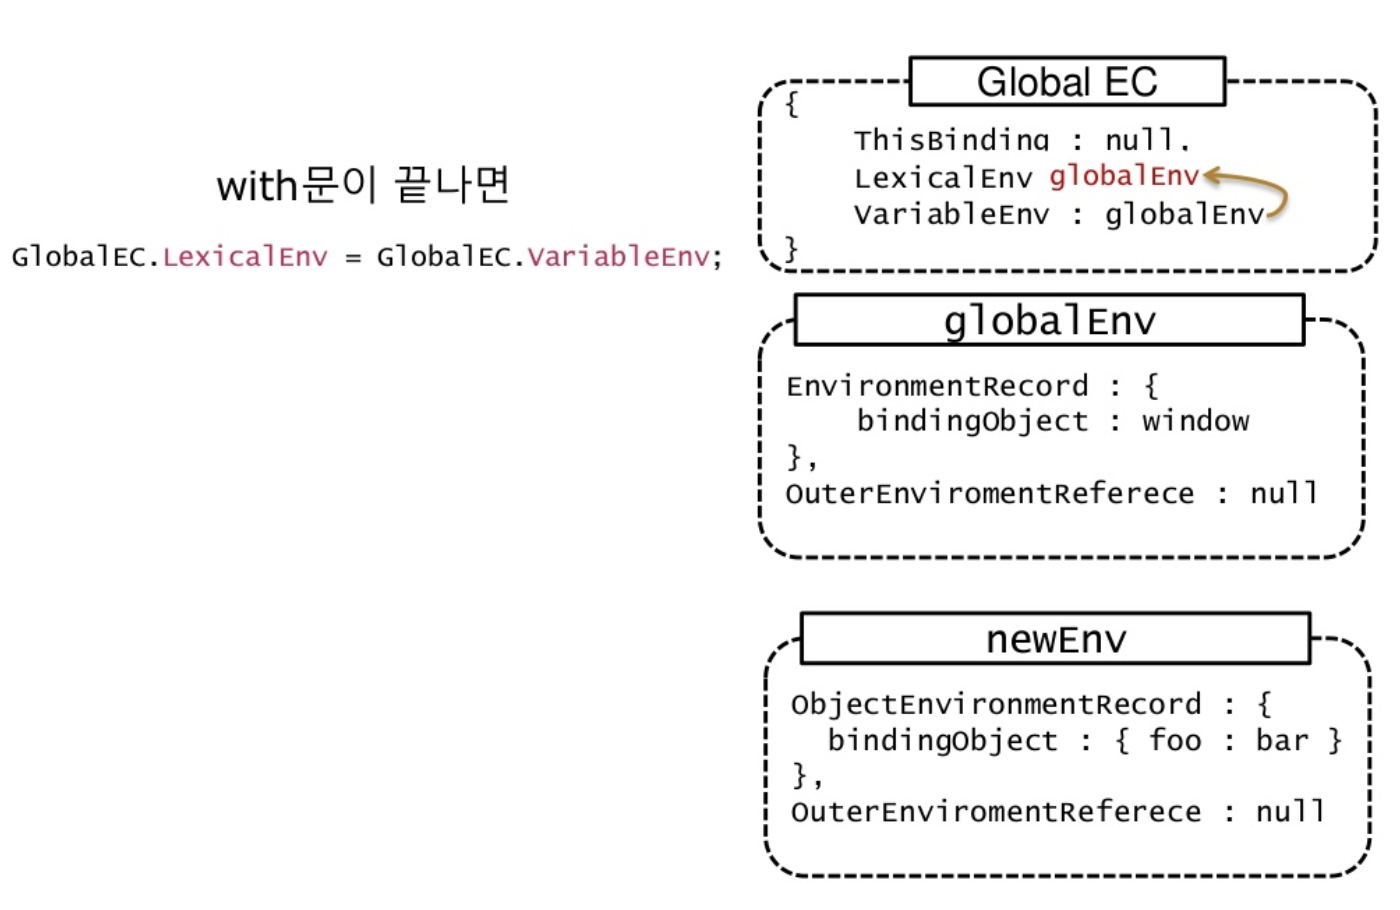 with문이 끝나면
GlobalEC.LexicalEnv = GlobalEC.VariableEnv;
Global EC
{
ThisBinding : null,
LexicalEnv globalEnv
VariableEnv : globalEnv
}
globalEnv
EnvironmentRecord : {
bindingObject : window
},
OuterEnviromentReferece : null
newEnv
ObjectEnvironmentRecord : {
bindingObject : { foo : bar }
},
OuterEnviromentReferece : null